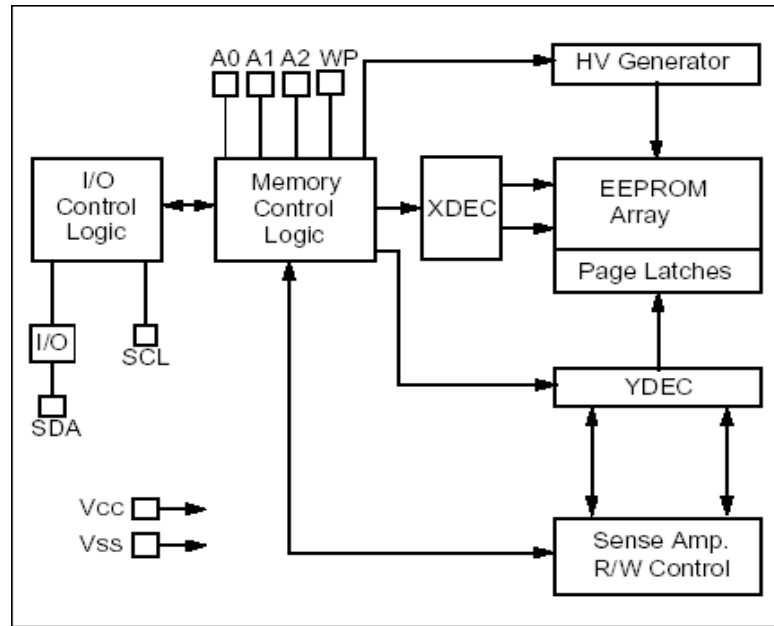 A0 A1 A2 WP
HV Generator
I/O
Control
Logic
Memory
Control
Logic
XDEC
EEPROM
Array
Page Latches
I/O
SCL
SDA
YDEC
Vcc
Vss
Sense Amp.
R/W Control